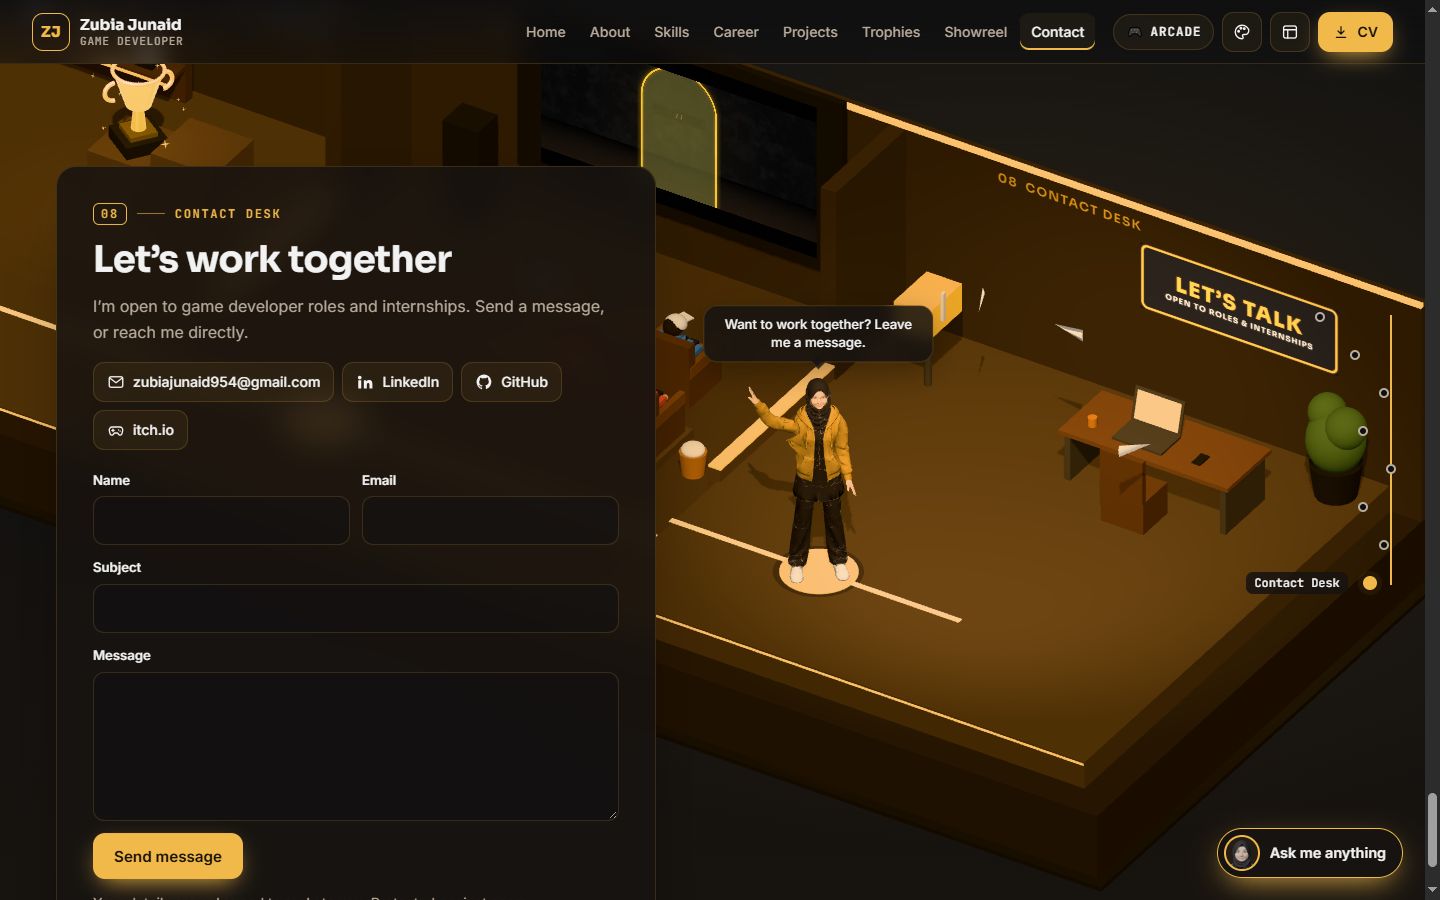 ZJ
Zubia Junaid
GAME DEVELOPER
Home
About
Skills
Career
Projects
Trophies
Showreel
Contact
ARCADE
CV
08
CONTACT DESK
Let’s work together
I’m open to game developer roles and internships. Send a message,
or reach me directly.
zubiajunaid954@gmail.com
LinkedIn
GitHub
itch.io
Name
Email
Subject
Message
Send message
08 CONTACT DESK
LET’S TALK
OPEN TO ROLES & INTERNSHIPS
Want to work together? Leave
me a message.
Contact Desk
Ask me anything